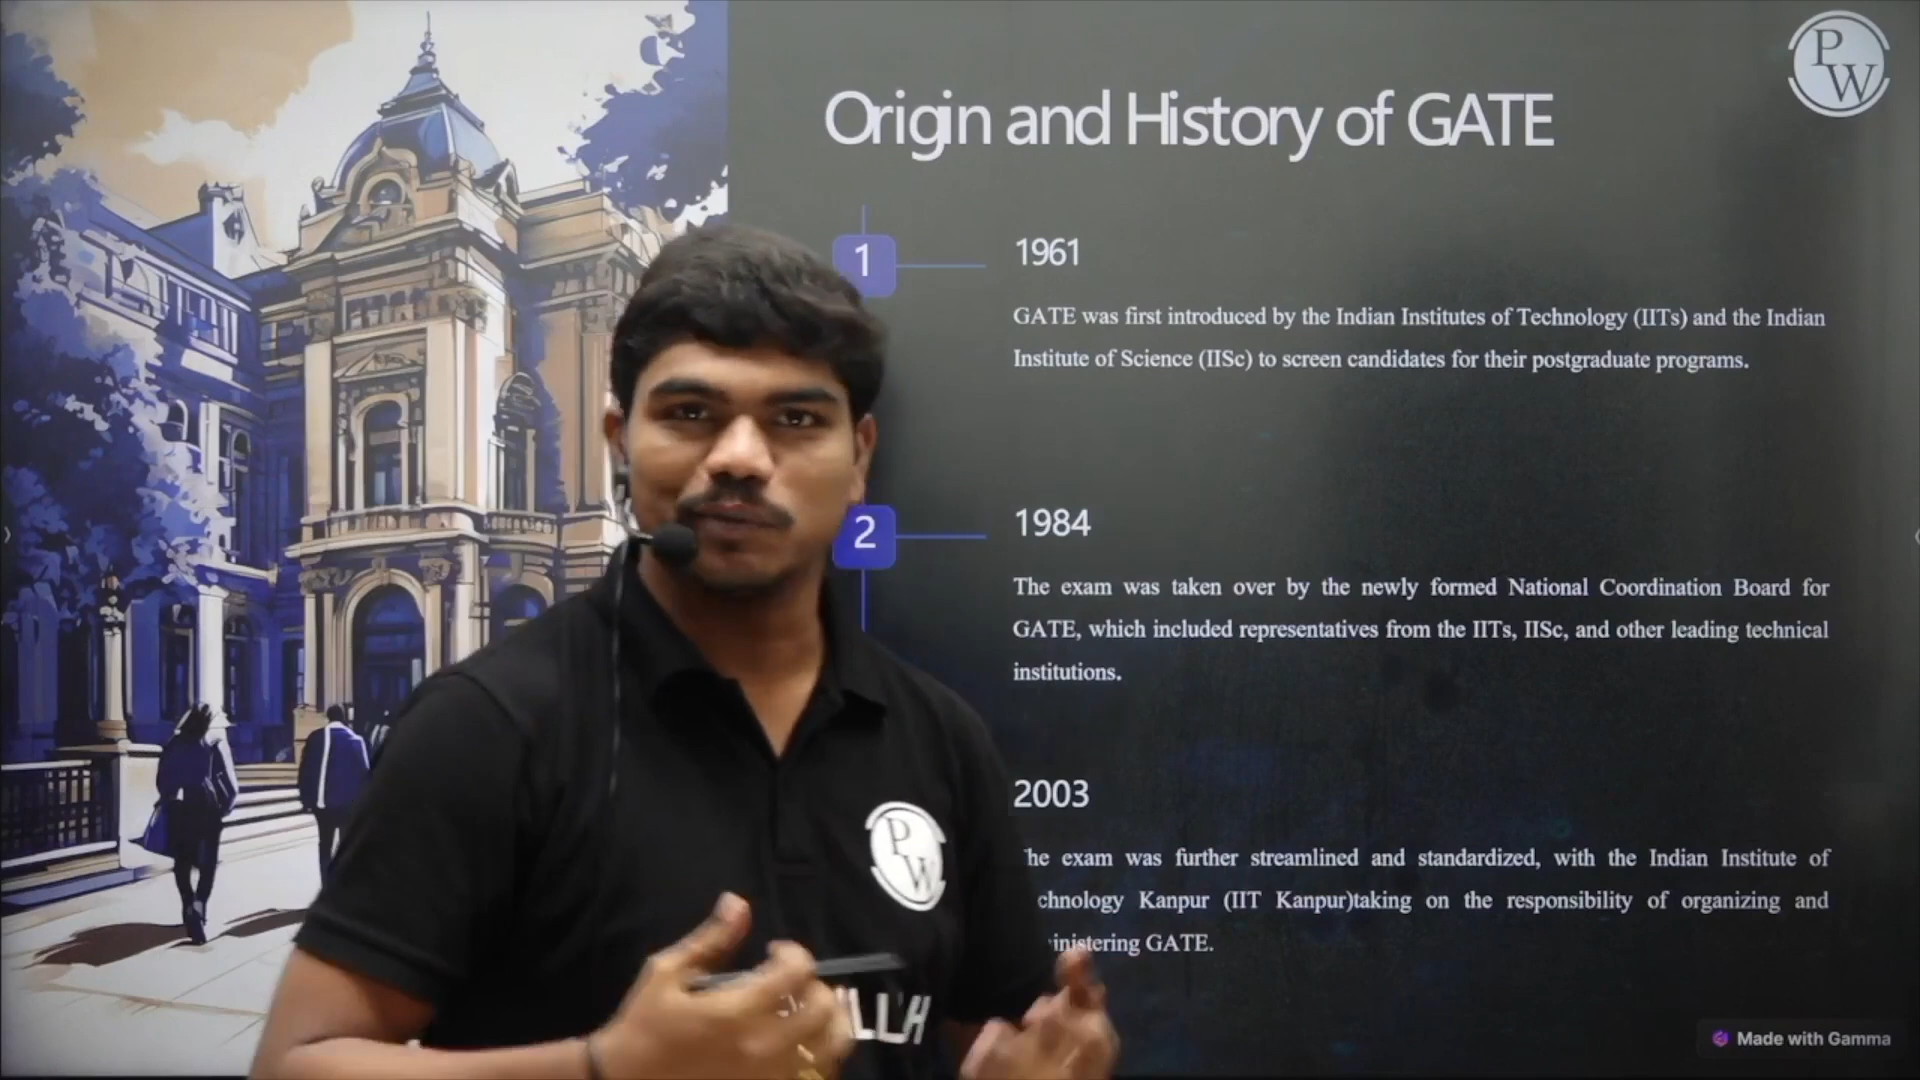 PW
Origin and History of GATE
1
1961
GATE was first introduced by the Indian Institutes of Technology (IITs) and the Indian
Institute of Science (IISc) to screen candidates for their postgraduate programs.
2
1984
The exam was taken over by the newly formed National Coordination Board for
GATE, which included representatives from the IITs, IISc, and other leading technical
institutions.
2003
he exam was further streamlined and standardized, with the Indian Institute of
chnology Kanpur (IIT Kanpur)taking on the responsibility of organizing and
inistering GATE.
PW
Made with Gamma